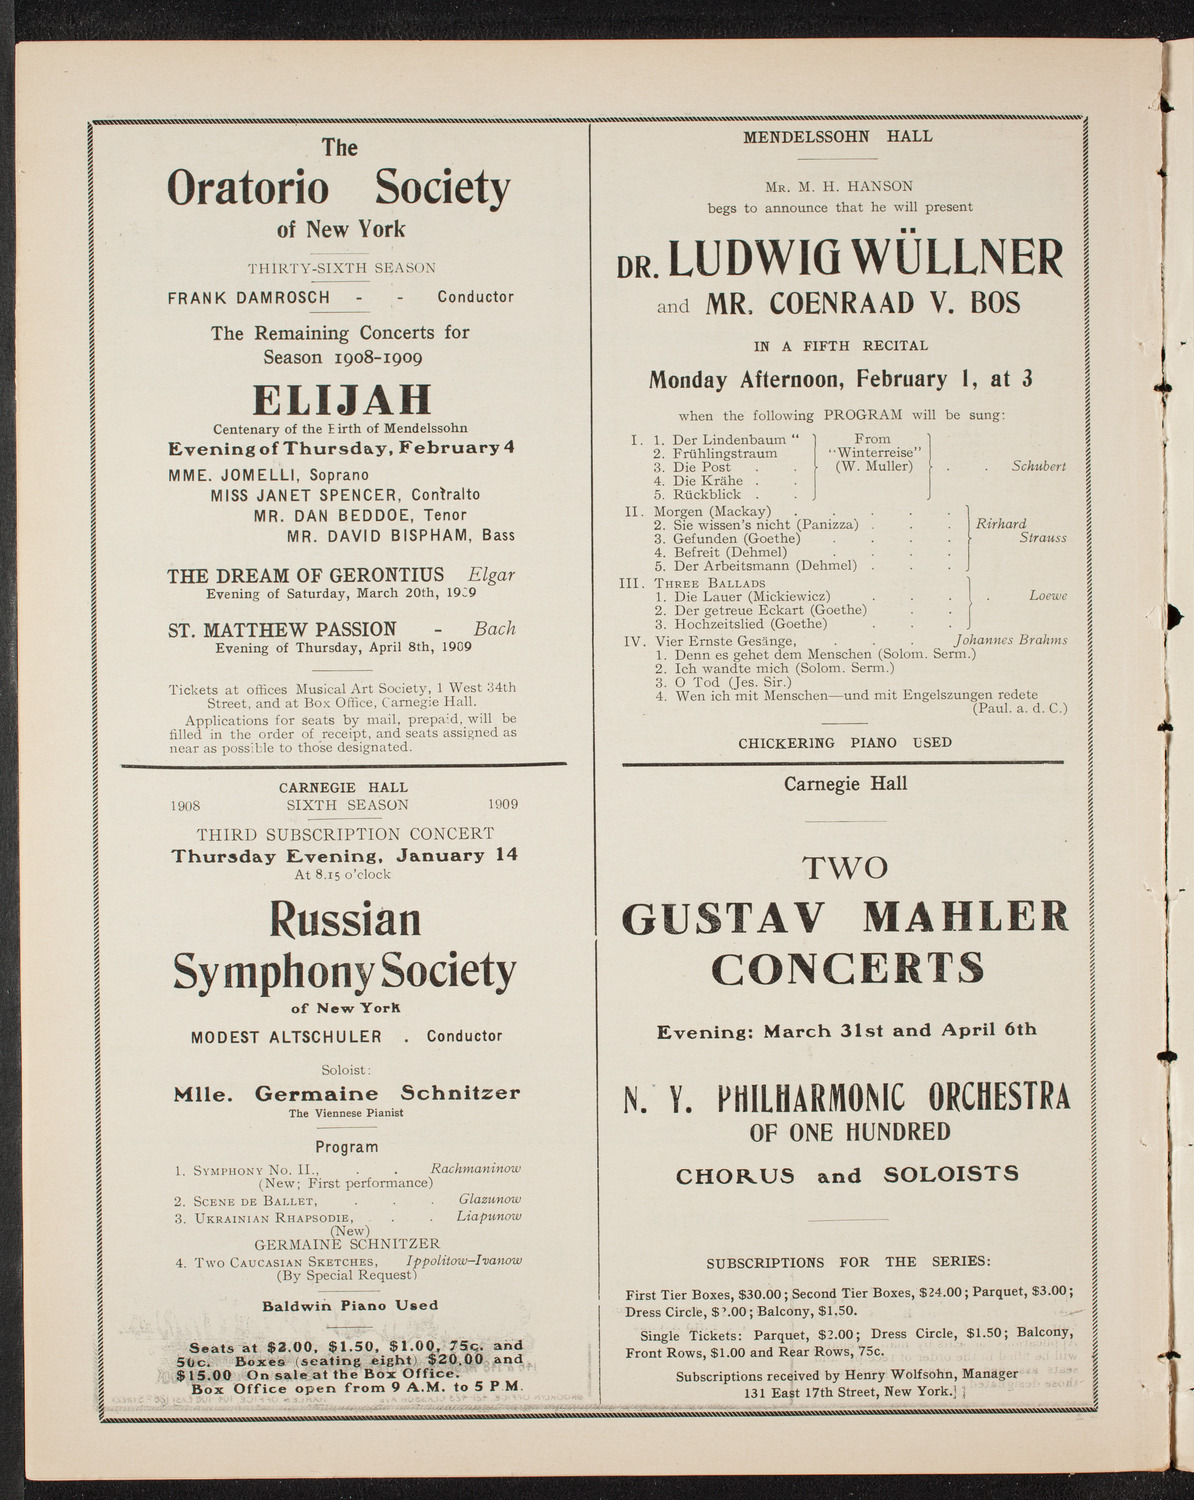 The
Oratorio Society
of New York
THIRTY-SIXTH SEASON
FRANK DAMROSCH - - Conductor
The Remaining Concerts for
Season 1908-1909
ELIJAH
Centenary of the Birth of Mendelssohn
Evening of Thursday, February 4
MME. JOMELLI, Soprano
MISS JANET SPENCER, Contralto
MR. DAN BEDDOE, Tenor
MR. DAVID BISPHAM, Bass
THE DREAM OF GERONTIUS Elgar
Evening of Saturday, March 20th, 1909
ST. MATTHEW PASSION - Bach
Evening of Thursday, April 8th, 1909
Tickets at offices Musical Art Society, 1 West 34th
Street, and at Box Office, Carnegie Hall.
Applications for seats by mail, prepaid, will be
filled in the order of receipt, and seats assigned as
near as possible to those designated.
CARNEGIE HALL
1908 SIXTH SEASON 1909
THIRD SUBSCRIPTION CONCERT
Thursday Evening, January 14
At 8.15 o'clock
Russian
Symphony Society
of New York
MODEST ALTSCHULER . Conductor
Soloist:
Mlle. Germaine Schnitzer
The Viennese Pianist
Program
1. SYMPHONY NO. II., . . Rachmaninow
(New; First performance)
2. SCENE DE BALLET, . . . Glazunow
3. UKRAINIAN RHAPSODIE, . . Liapunow
(New)
GERMAINE SCHNITZER
4. TWO CAUCASIAN SKETCHES, Ippolitow-Ivanow
(By Special Request)
Baldwin Piano Used
Seats at $2.00, $1.50, $1.00, 75c. and
50c. Boxes (seating eight) $20.00 and
$15.00 On sale at the Box Office.
Box Office open from 9 A.M. to 5 P.M.
MENDELSSOHN HALL
MR. M. H. HANSON
begs to announce that he will present
DR. LUDWIG WÜLLNER
and MR. COENRAAD V. BOS
IN A FIFTH RECITAL
Monday Afternoon, February 1, at 3
when the following PROGRAM will be sung:
I. 1. Der Lindenbaum " From
2. Frühlingstraum "Winterreise"
3. Die Post . . (W. Muller) . . Schubert
4. Die Krähe . .
5. Rückblick . .
II. Morgen (Mackay) . . . . .
2. Sie wissen's nicht (Panizza) . . . Rirhard
3. Gefunden (Goethe) . . . . Strauss
4. Befreit (Dehmel) . . . .
5. Der Arbeitsmann (Dehmel) . . .
III. THREE BALLADS
1. Die Lauer (Mickiewicz) . . . . Loewe
2. Der getreue Eckart (Goethe) . .
3. Hochzeitslied (Goethe) . . .
IV. Vier Ernste Gesänge, . . Johannes Brahms
1. Denn es gehet dem Menschen (Solom. Serm.)
2. Ich wandte mich (Solom. Serm.)
3. O Tod (Jes. Sir.)
4. Wen ich mit Menschen—und mit Engelszungen redete
(Paul. a. d. C.)
CHICKERING PIANO USED
Carnegie Hall
TWO
GUSTAV MAHLER
CONCERTS
Evening: March 31st and April 6th
N. Y. PHILHARMONIC ORCHESTRA
OF ONE HUNDRED
CHORUS and SOLOISTS
SUBSCRIPTIONS FOR THE SERIES:
First Tier Boxes, $30.00; Second Tier Boxes, $24.00; Parquet, $3.00;
Dress Circle, .00; Balcony, $1.50.
Single Tickets: Parquet, $2.00; Dress Circle, $1.50; Balcony,
Front Rows, $1.00 and Rear Rows, 75c.
Subscriptions received by Henry Wolfsohn, Manager
131 East 17th Street, New York.